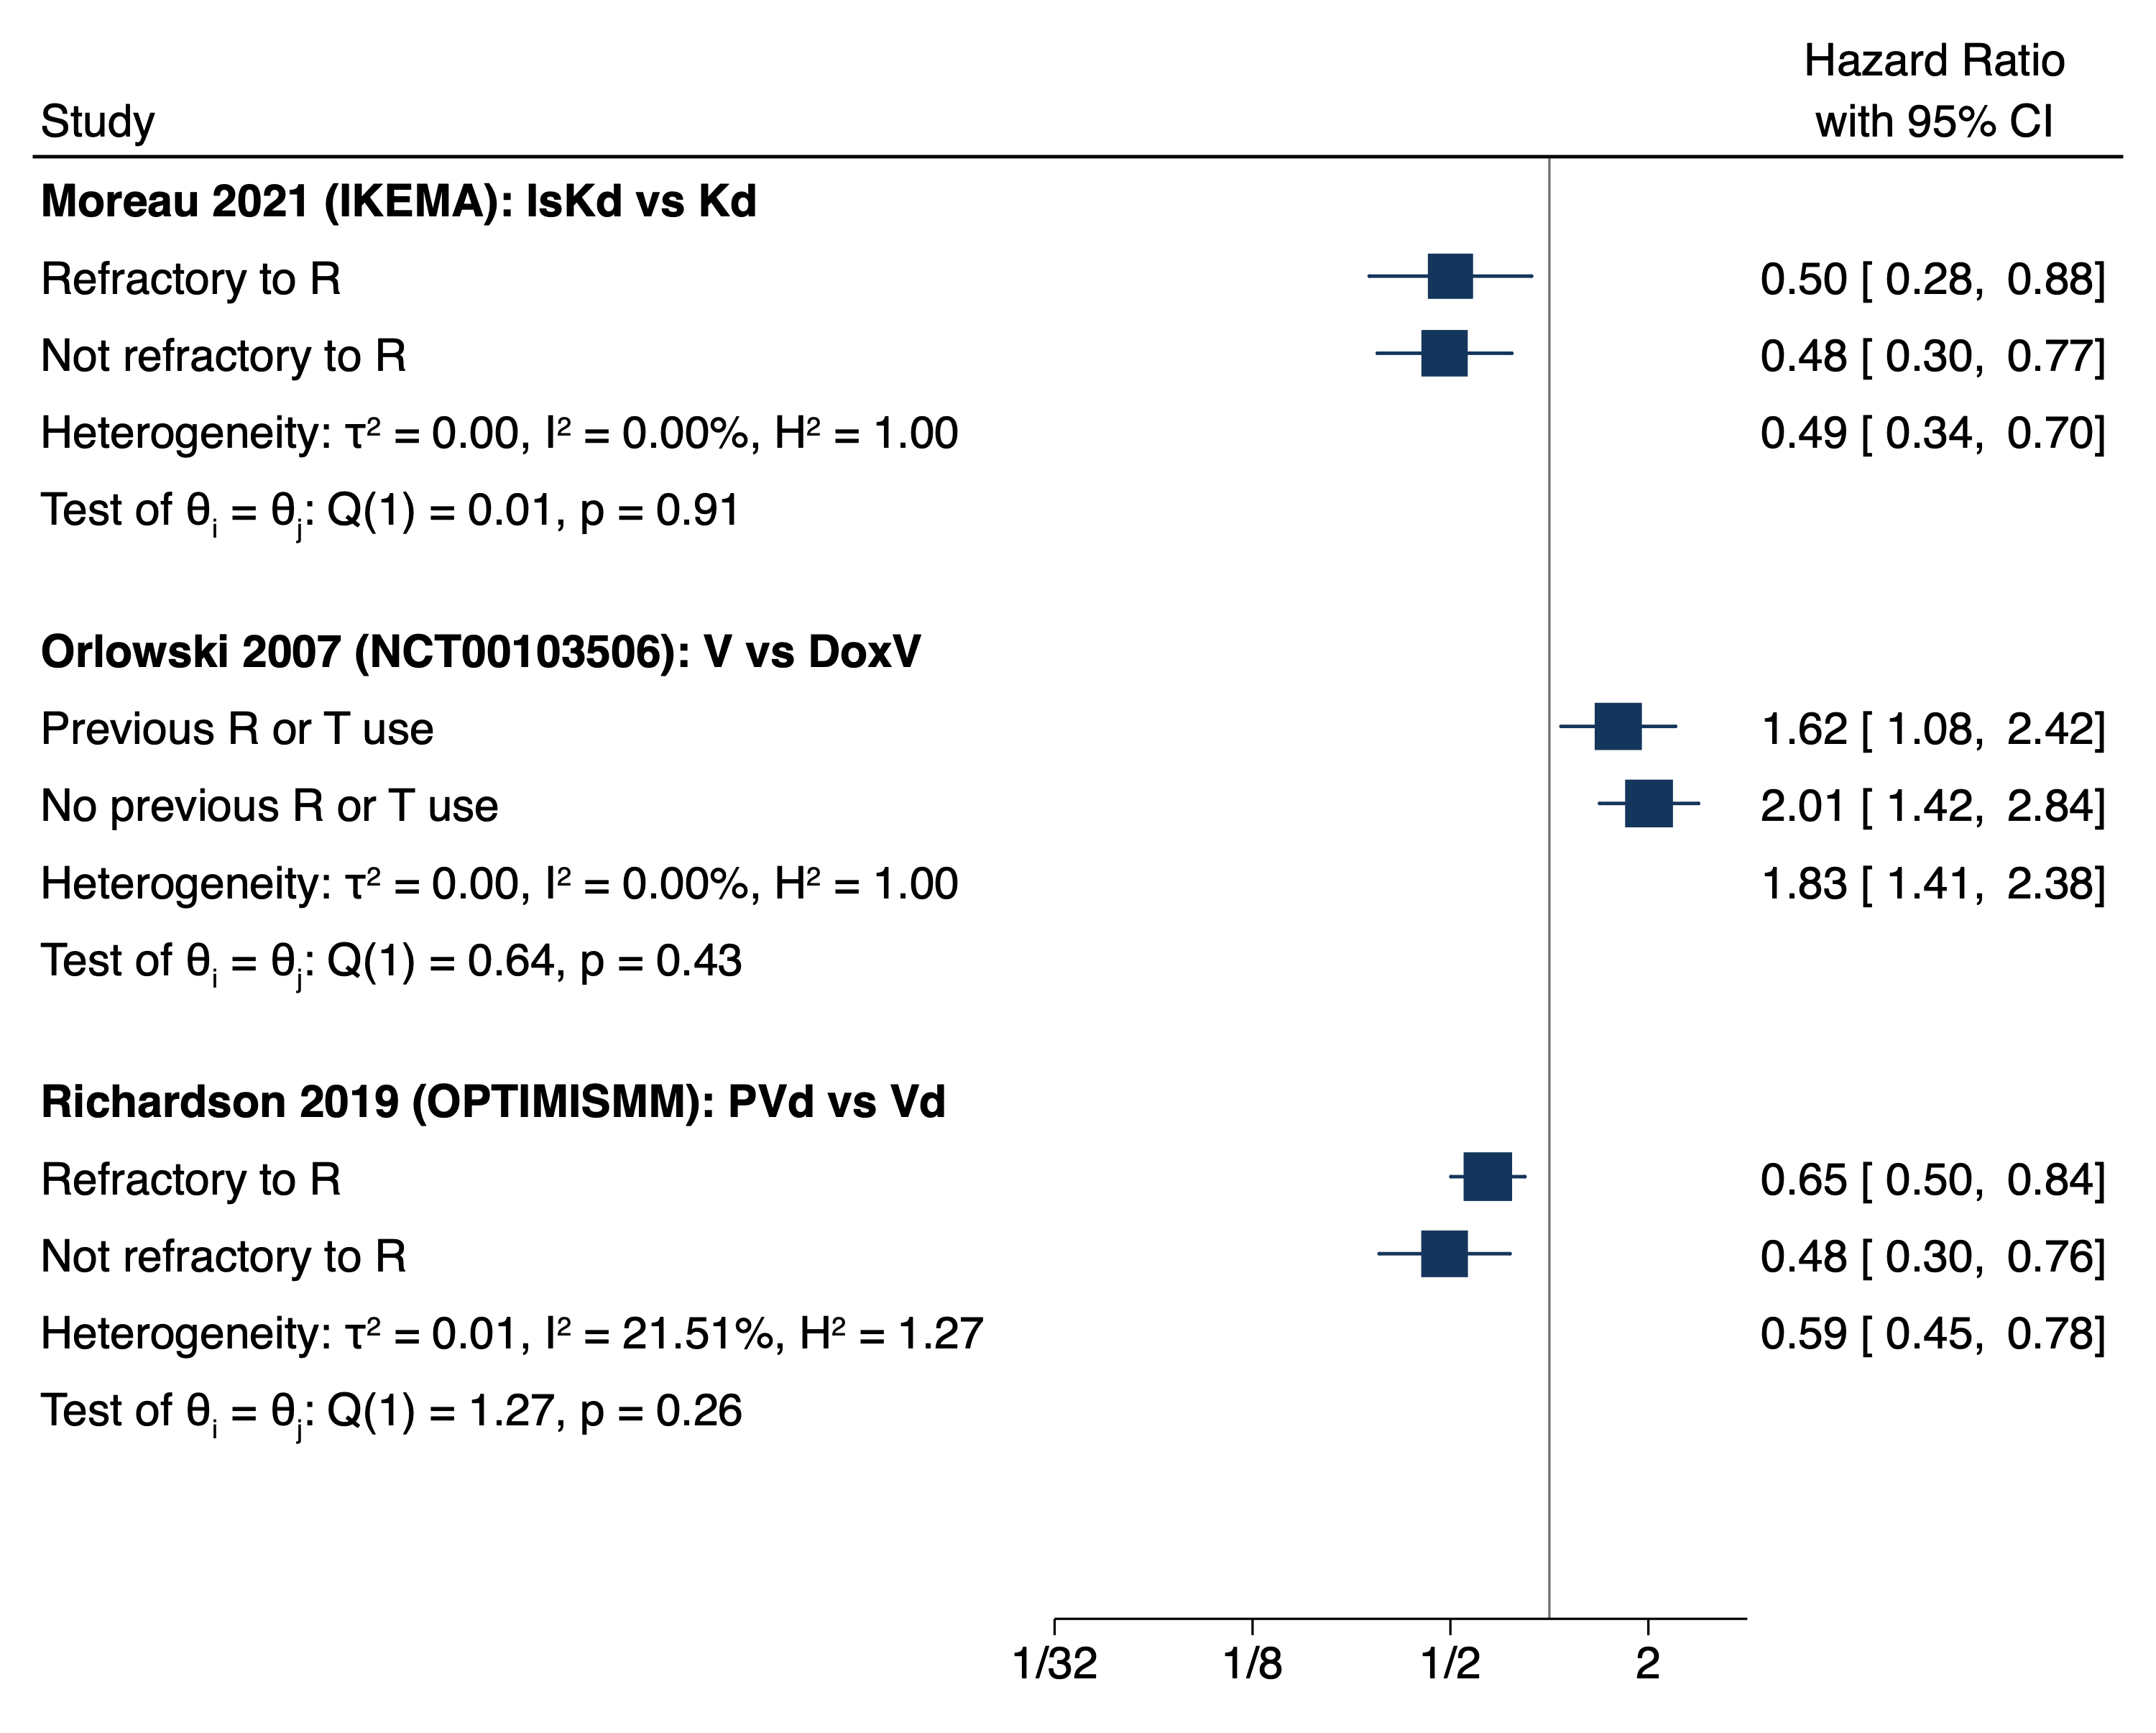 Hazard Ratio
Study with 95% CI
Moreau 2021 (IKEMA): IsKd vs Kd
Refractory to R 0.50 [ 0.28, 0.88]
Not refractory to R 0.48 [ 0.30, 0.77]
Heterogeneity: τ² = 0.00, I² = 0.00%, H² = 1.00 0.49 [ 0.34, 0.70]
Test of θᵢ = θⱼ: Q(1) = 0.01, p = 0.91
Orlowski 2007 (NCT00103506): V vs DoxV
Previous R or T use 1.62 [ 1.08, 2.42]
No previous R or T use 2.01 [ 1.42, 2.84]
Heterogeneity: τ² = 0.00, I² = 0.00%, H² = 1.00 1.83 [ 1.41, 2.38]
Test of θᵢ = θⱼ: Q(1) = 0.64, p = 0.43
Richardson 2019 (OPTIMISMM): PVd vs Vd
Refractory to R 0.65 [ 0.50, 0.84]
Not refractory to R 0.48 [ 0.30, 0.76]
Heterogeneity: τ² = 0.01, I² = 21.51%, H² = 1.27 0.59 [ 0.45, 0.78]
Test of θᵢ = θⱼ: Q(1) = 1.27, p = 0.26
1/32 1/8 1/2 2